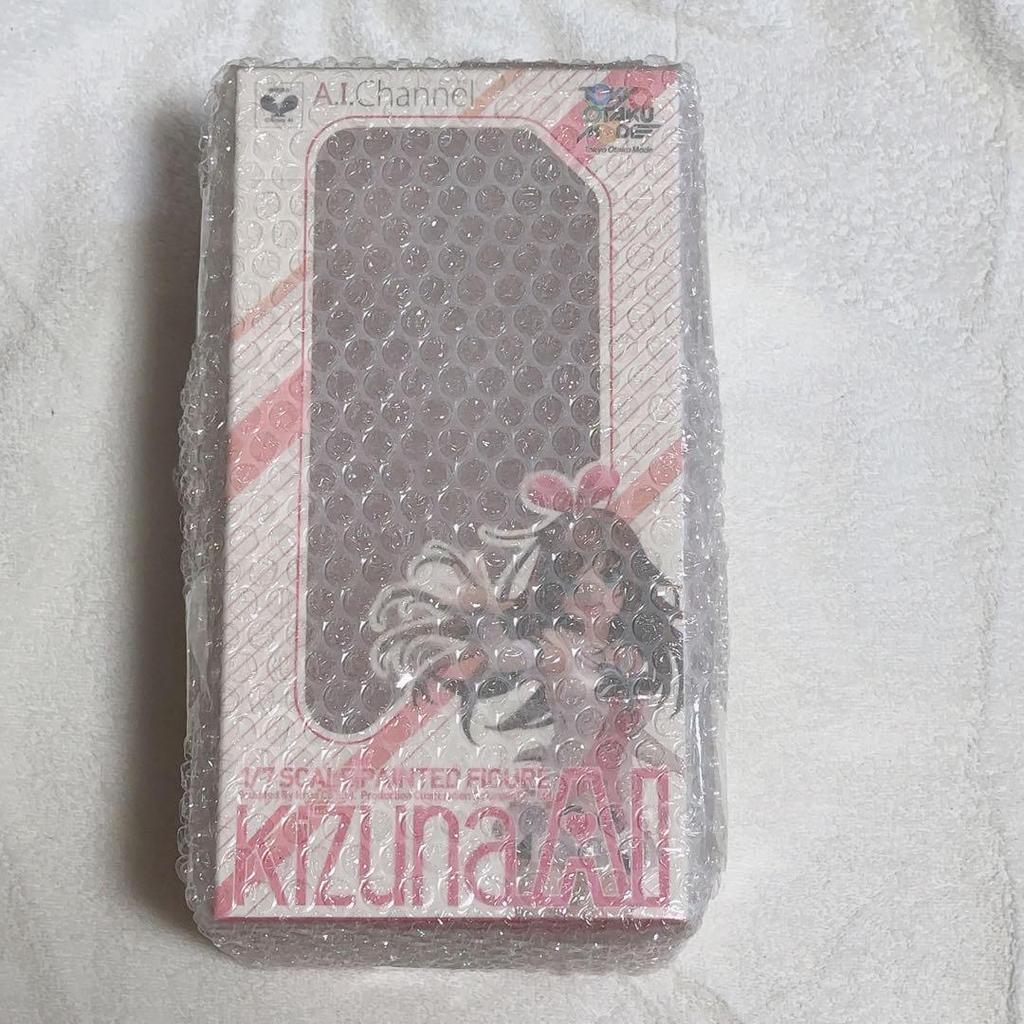 A.I.Channel
TOKYO
OTAKU
MODE
Tokyo Otaku Mode
1/7 SCALE PAINTED FIGURE
Kizuna AI